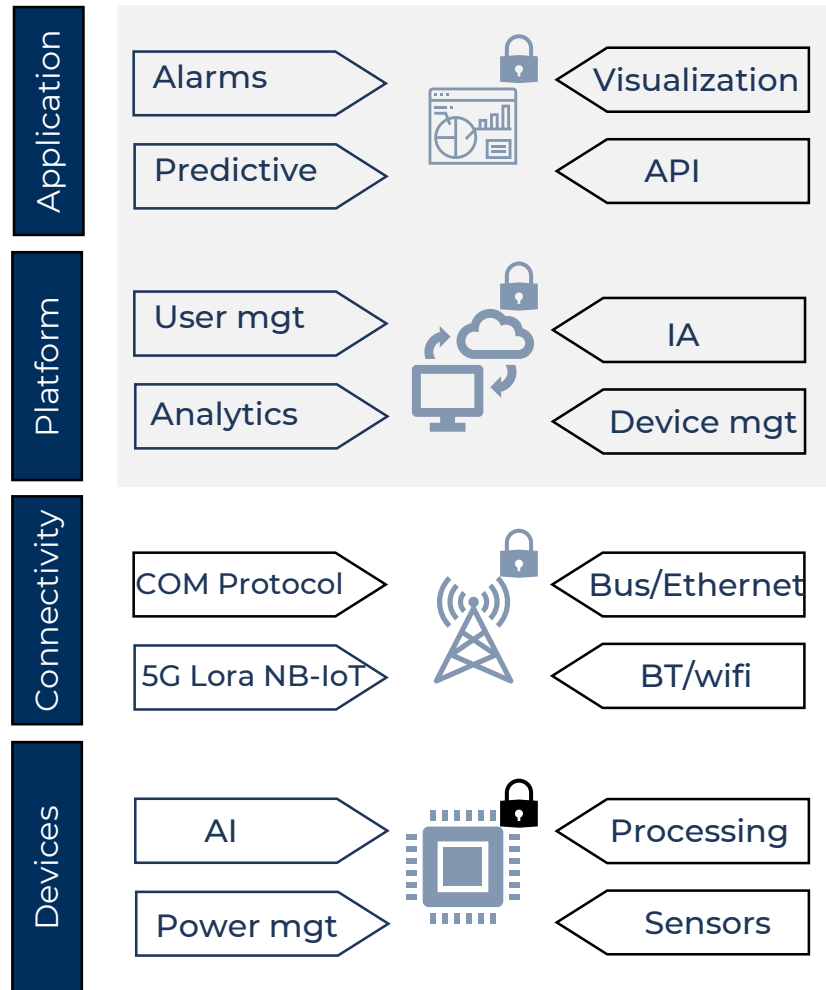 Application
Alarms
Visualization
Predictive
API
Platform
User mgt
IA
Analytics
Device mgt
Connectivity
COM Protocol
Bus/Ethernet
5G Lora NB-IoT
BT/wifi
Devices
AI
Processing
Power mgt
Sensors